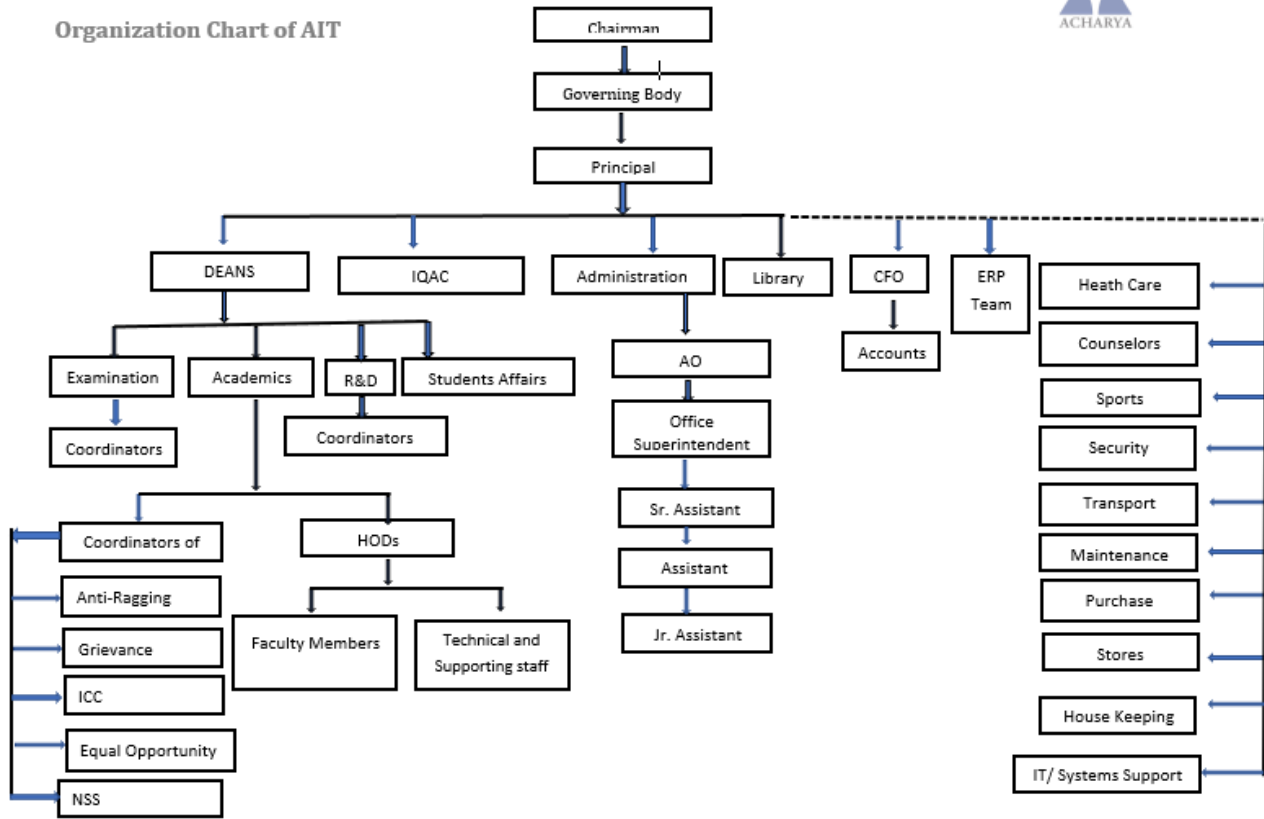 Organization Chart of AIT
ACHARYA
Chairman
Governing Body
Principal
DEANS
IQAC
Administration
Library
CFO
ERP
Team
Heath Care
Counselors
Sports
Security
Transport
Maintenance
Purchase
Stores
House Keeping
IT/ Systems Support
Accounts
Examination
Academics
R&D
Students Affairs
Coordinators
Coordinators
AO
Office
Superintendent
Sr. Assistant
Assistant
Jr. Assistant
Coordinators of
HODs
Anti-Ragging
Grievance
ICC
Equal Opportunity
NSS
Faculty Members
Technical and
Supporting staff